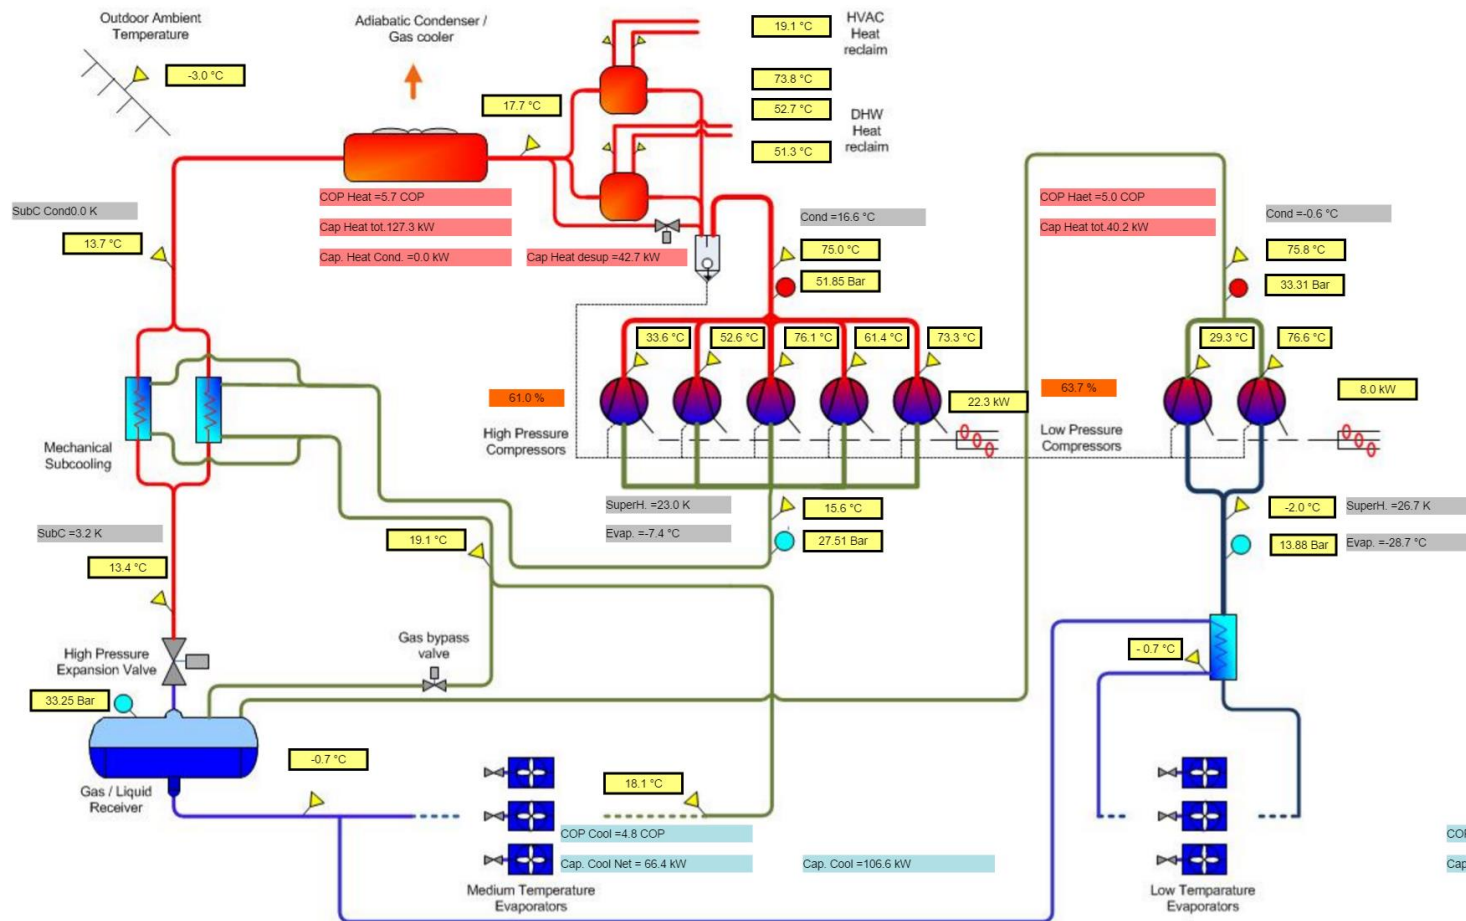 Outdoor Ambient
Temperature
-3.0 °C
Adiabatic Condenser /
Gas cooler
17.7 °C
19.1 °C
HVAC
Heat
reclaim
73.8 °C
52.7 °C
DHW
Heat
reclaim
51.3 °C
SubC Cond0.0 K
13.7 °C
COP Heat =5.7 COP
Cap Heat tot.127.3 kW
Cap. Heat Cond. =0.0 kW
Cap Heat desup =42.7 kW
Cond =16.6 °C
75.0 °C
51.85 Bar
COP Haet =5.0 COP
Cap Heat tot.40.2 kW
Cond =-0.6 °C
75.8 °C
33.31 Bar
33.6 °C
52.6 °C
76.1 °C
61.4 °C
73.3 °C
29.3 °C
76.6 °C
61.0 %
22.3 kW
63.7 %
8.0 kW
High Pressure
Compressors
Low Pressure
Compressors
Mechanical
Subcooling
SuperH. =23.0 K
Evap. =-7.4 °C
15.6 °C
27.51 Bar
-2.0 °C
SuperH. =26.7 K
13.88 Bar
Evap. =-28.7 °C
SubC =3.2 K
13.4 °C
19.1 °C
High Pressure
Expansion Valve
Gas bypass
valve
- 0.7 °C
33.25 Bar
Gas / Liquid
Receiver
-0.7 °C
18.1 °C
COP Cool =4.8 COP
Cap. Cool Net = 66.4 kW
Cap. Cool =106.6 kW
Medium Temperature
Evaporators
Low Temparature
Evaporators
COP
Cap